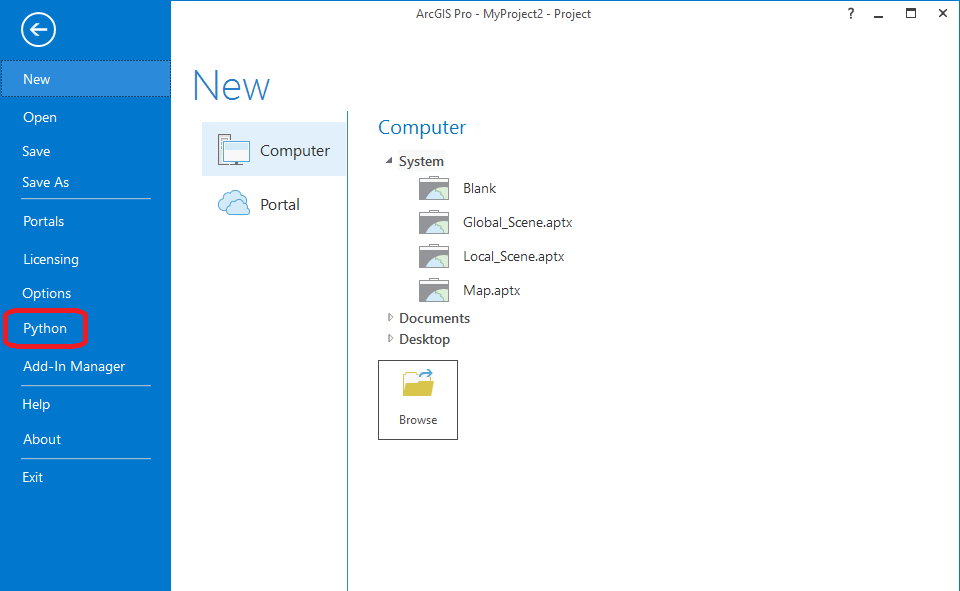 ArcGIS Pro - MyProject2 - Project
?
New
Open
Save
Save As
Portals
Licensing
Options
Python
Add-In Manager
Help
About
Exit
New
Computer
Portal
Computer
System
Blank
Global_Scene.aptx
Local_Scene.aptx
Map.aptx
Documents
Desktop
Browse